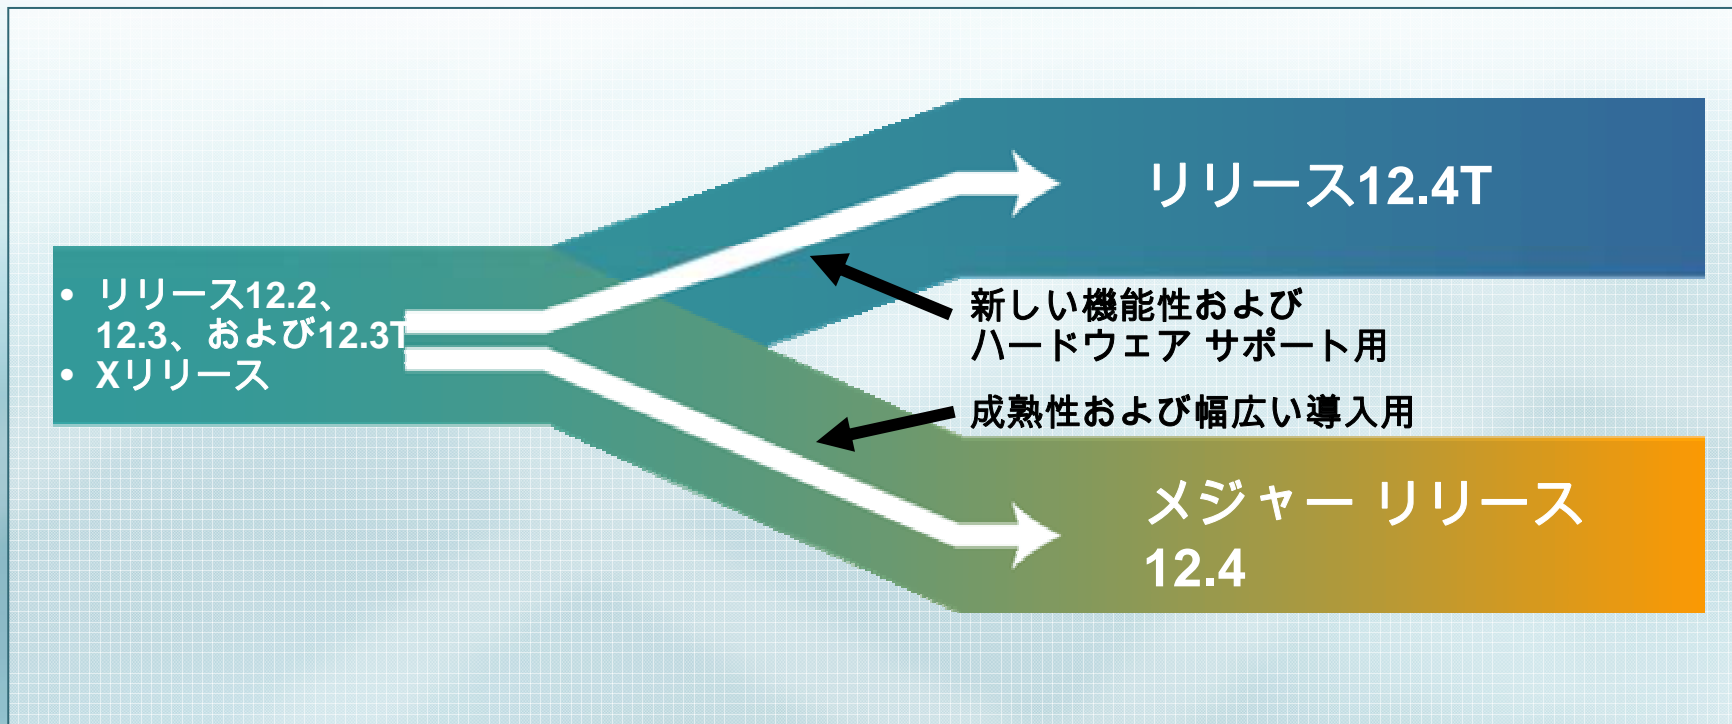 • リリース12.2、
12.3、および12.3T
• Xリリース
リリース12.4T
新しい機能性および
ハードウェア サポート用
成熟性および幅広い導入用
メジャー リリース
12.4